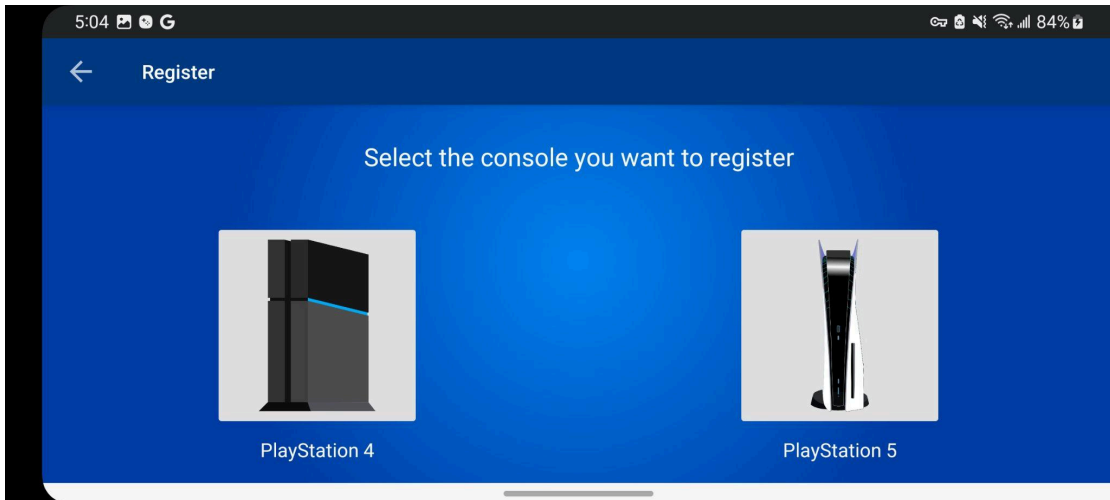 5:04 G 84%
Register
Select the console you want to register
PlayStation 4
PlayStation 5